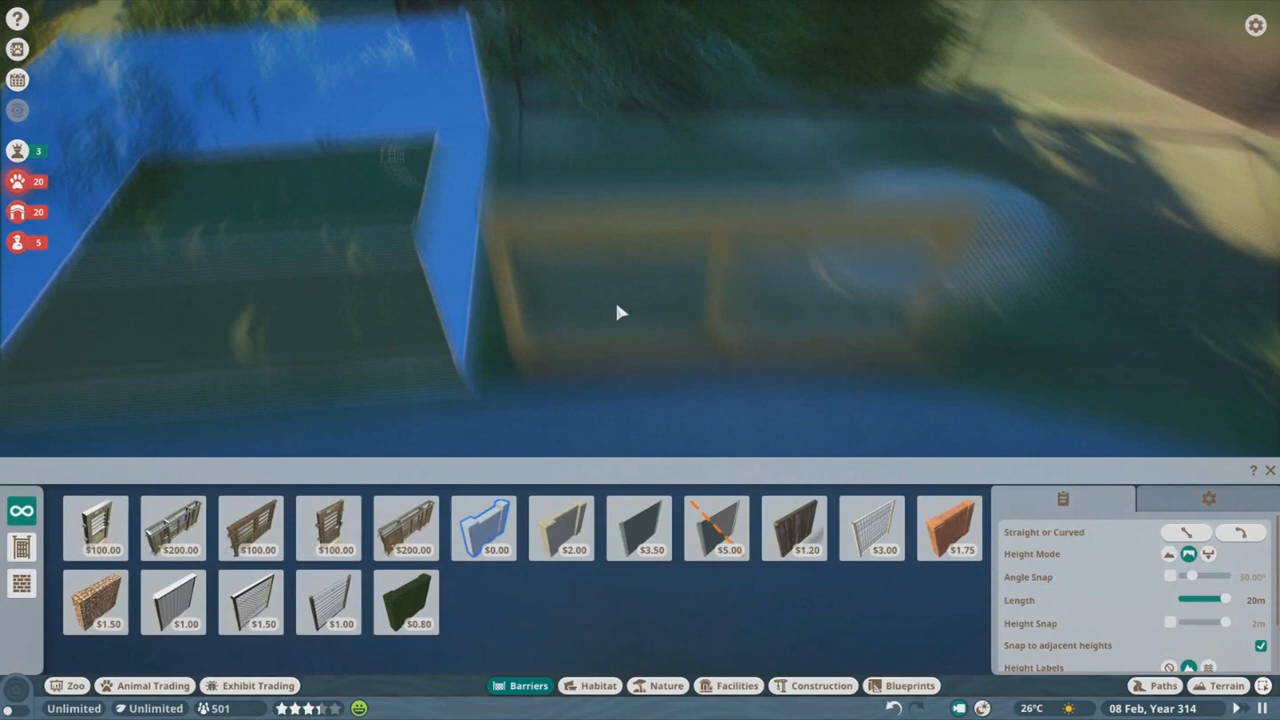 ?
3
20
20
5
? ×
$100.00 $200.00 $100.00 $100.00 $200.00 $0.00 $2.00 $3.50 $5.00 $1.20 $3.00 $1.75
$1.50 $1.00 $1.50 $1.00 $0.80
Straight or Curved
Height Mode
Angle Snap 30.00°
Length 20m
Height Snap 2m
Snap to adjacent heights
Height Labels
Zoo Animal Trading Exhibit Trading Barriers Habitat Nature Facilities Construction Blueprints Paths Terrain
Unlimited Unlimited 501 26°C 08 Feb, Year 314